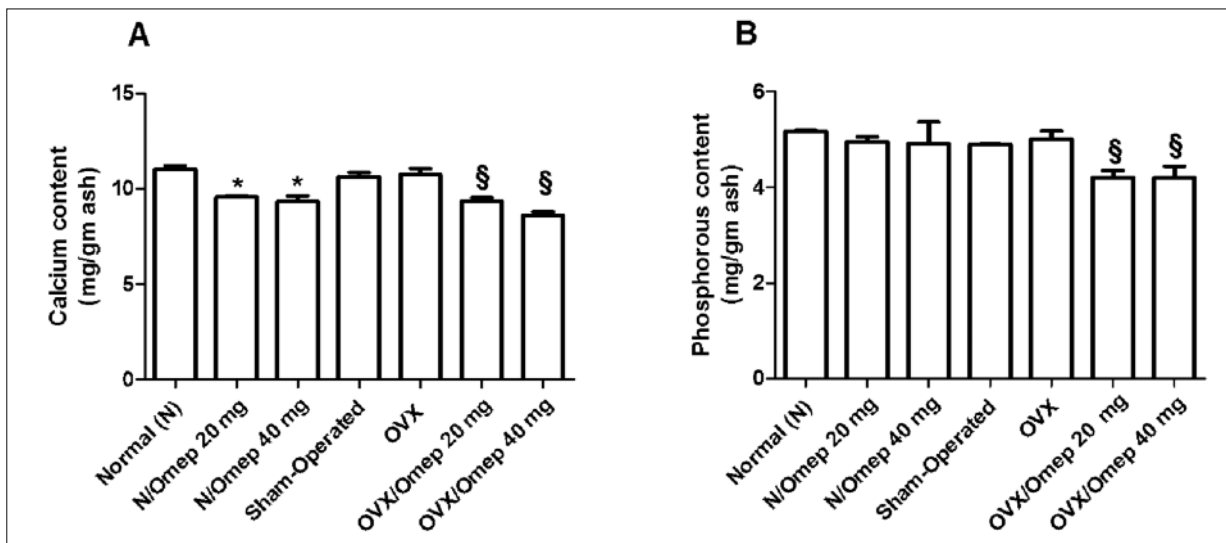 A
Calcium content
(mg/gm ash)
15
10
5
0
*
*
§
§
Normal (N)
N/Omep 20 mg
N/Omep 40 mg
Sham-Operated
OVX
OVX/Omep 20 mg
OVX/Omep 40 mg
B
Phosphorous content
(mg/gm ash)
6
4
2
0
§
§
Normal (N)
N/Omep 20 mg
N/Omep 40 mg
Sham-Operated
OVX
OVX/Omep 20 mg
OVX/Omep 40 mg